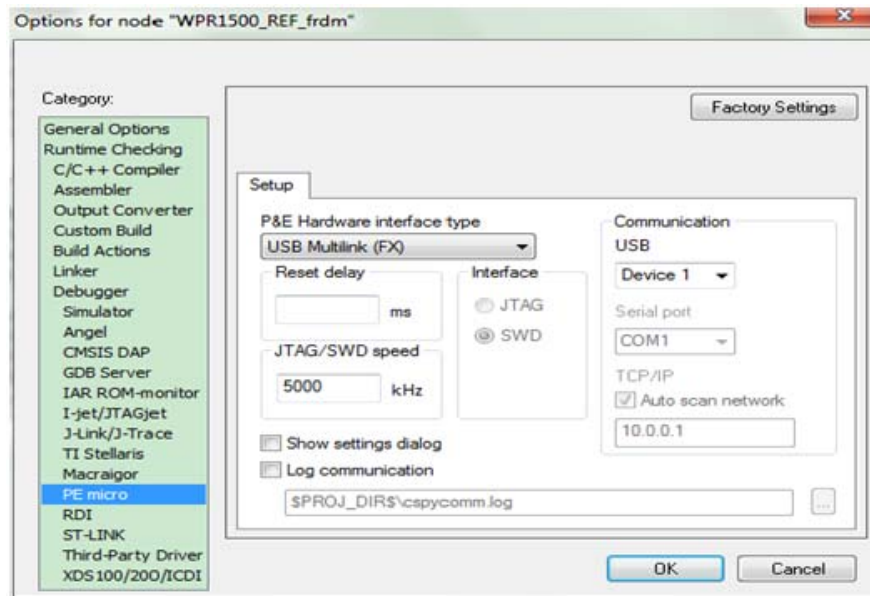 Options for node "WPR1500_REF_frdm"
Category:
General Options
Runtime Checking
C/C++ Compiler
Assembler
Output Converter
Custom Build
Build Actions
Linker
Debugger
Simulator
Angel
CMSIS DAP
GDB Server
IAR ROM-monitor
I-jet/JTAGjet
J-Link/J-Trace
TI Stellaris
Macraigor
PE micro
RDI
ST-LINK
Third-Party Driver
XDS100/200/ICDI
Factory Settings
Setup
P&E Hardware interface type
USB Multilink (FX)
Reset delay
ms
JTAG/SWD speed
5000 kHz
Interface
JTAG
SWD
Communication
USB
Device 1
Serial port
COM1
TCP/IP
Auto scan network
10.0.0.1
Show settings dialog
Log communication
$PROJ_DIR$\cspycomm.log
...
OK
Cancel